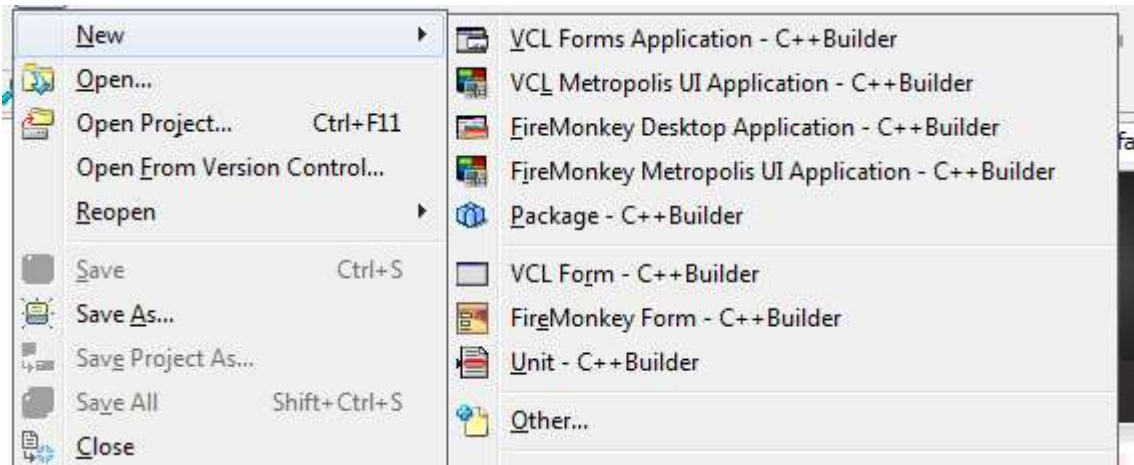 New
Open...
Open Project... Ctrl+F11
Open From Version Control...
Reopen
Save Ctrl+S
Save As...
Save Project As...
Save All Shift+Ctrl+S
Close
VCL Forms Application - C++Builder
VCL Metropolis UI Application - C++Builder
FireMonkey Desktop Application - C++Builder
FireMonkey Metropolis UI Application - C++Builder
Package - C++Builder
VCL Form - C++Builder
FireMonkey Form - C++Builder
Unit - C++Builder
Other...
fa